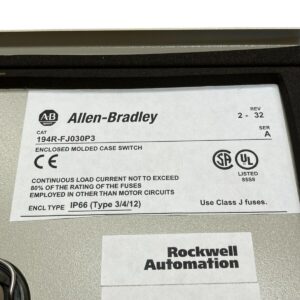 AB Allen-Bradley
REV
2 - 32
CAT
194R-FJ030P3
SER
A
ENCLOSED MOLDED CASE SWITCH
CE
SA UL
LISTED
CONTINUOUS LOAD CURRENT NOT TO EXCEED
80% OF THE RATING OF THE FUSES
EMPLOYED IN OTHER THAN MOTOR CIRCUITS
ENCL TYPE IP66 (Type 3/4/12)
Use Class J fuses.
Rockwell
Automation